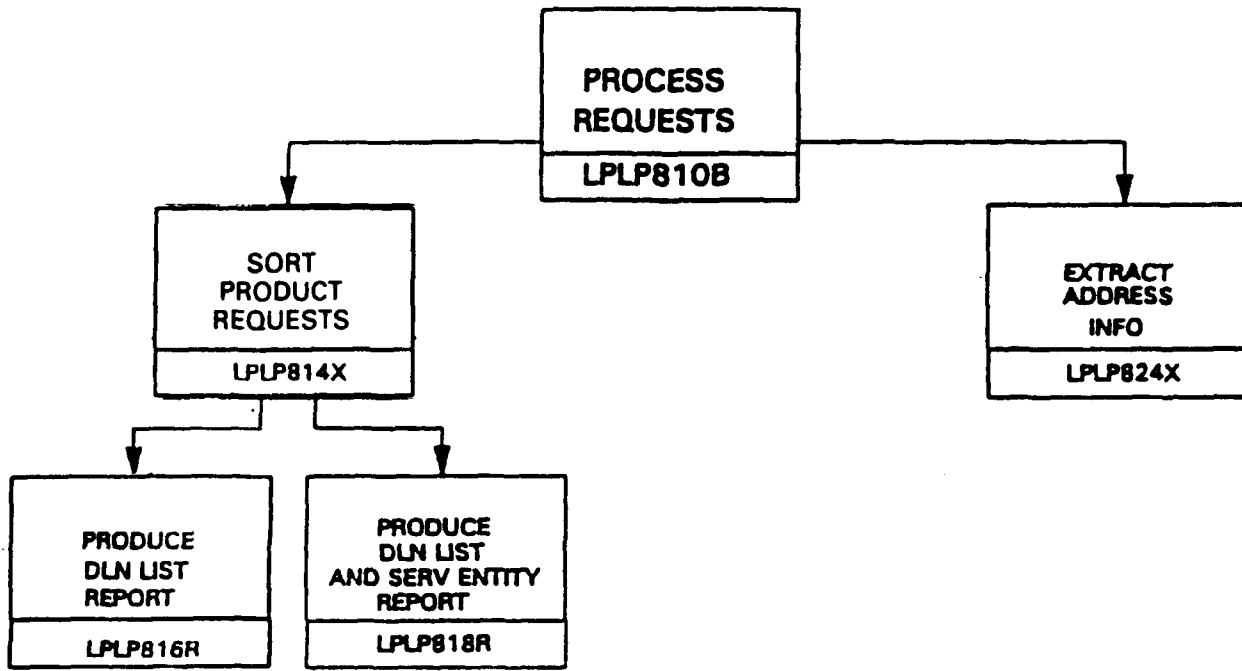 PROCESS
REQUESTS
LPLP810B
SORT
PRODUCT
REQUESTS
LPLP814X
EXTRACT
ADDRESS
INFO
LPLP824X
PRODUCE
DLN LIST
REPORT
LPLP816R
PRODUCE
DLN LIST
AND SERV ENTITY
REPORT
LPLP818R